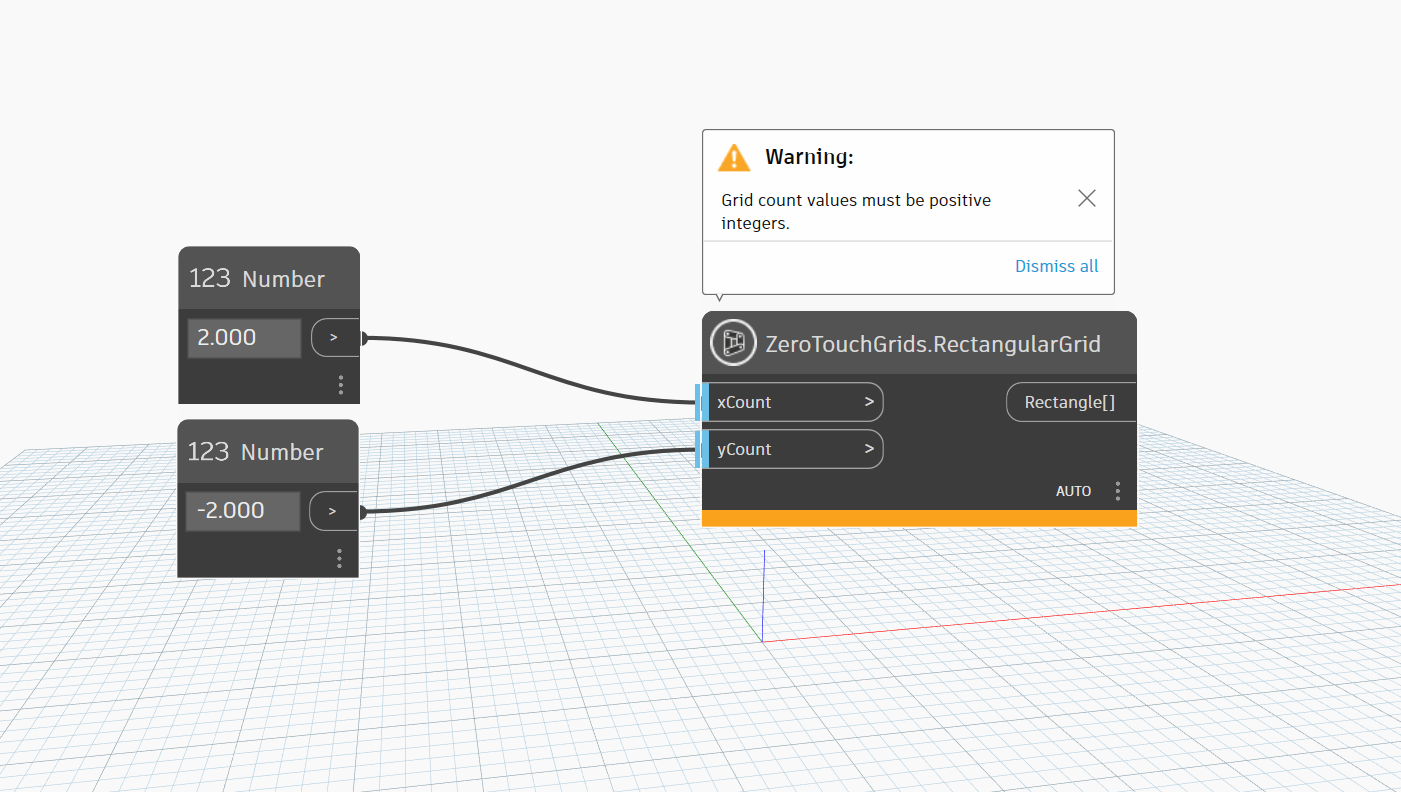 Warning:
Grid count values must be positive
integers.
Dismiss all
123 Number
2.000 >
123 Number
-2.000 >
ZeroTouchGrids.RectangularGrid
xCount > Rectangle[]
yCount >
AUTO